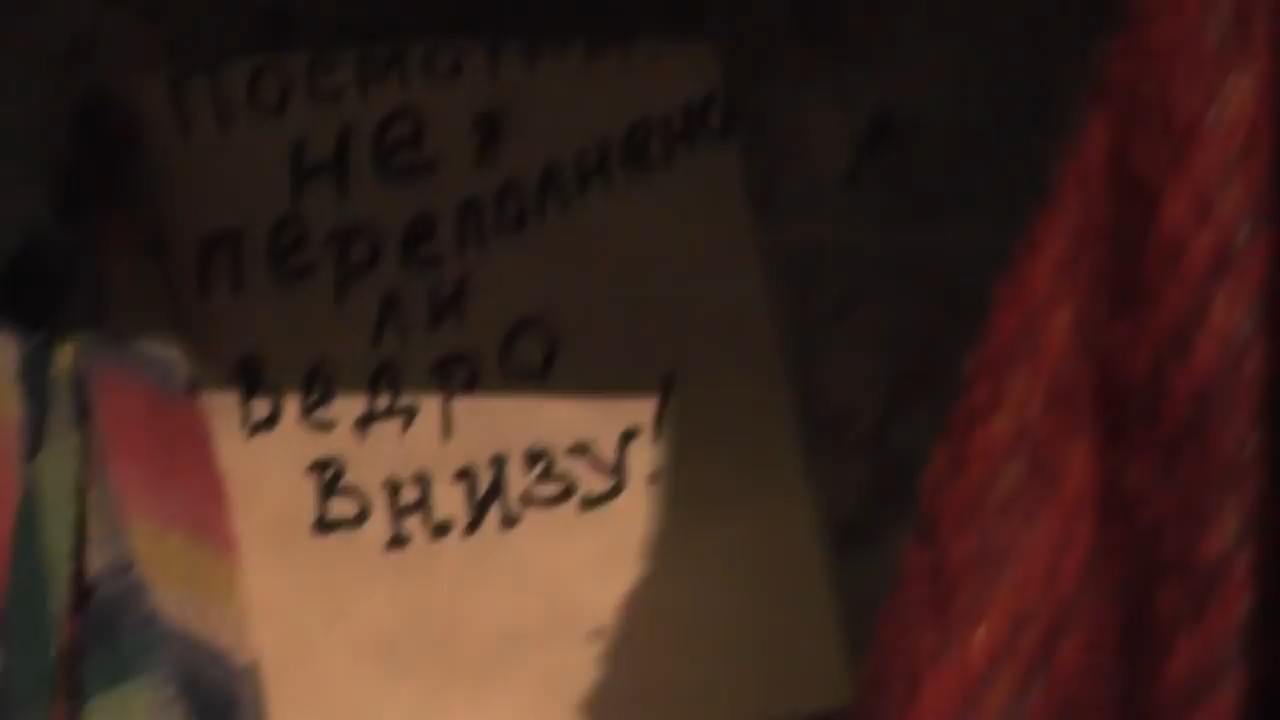 не
переполнено
ли
ведро
внизу!